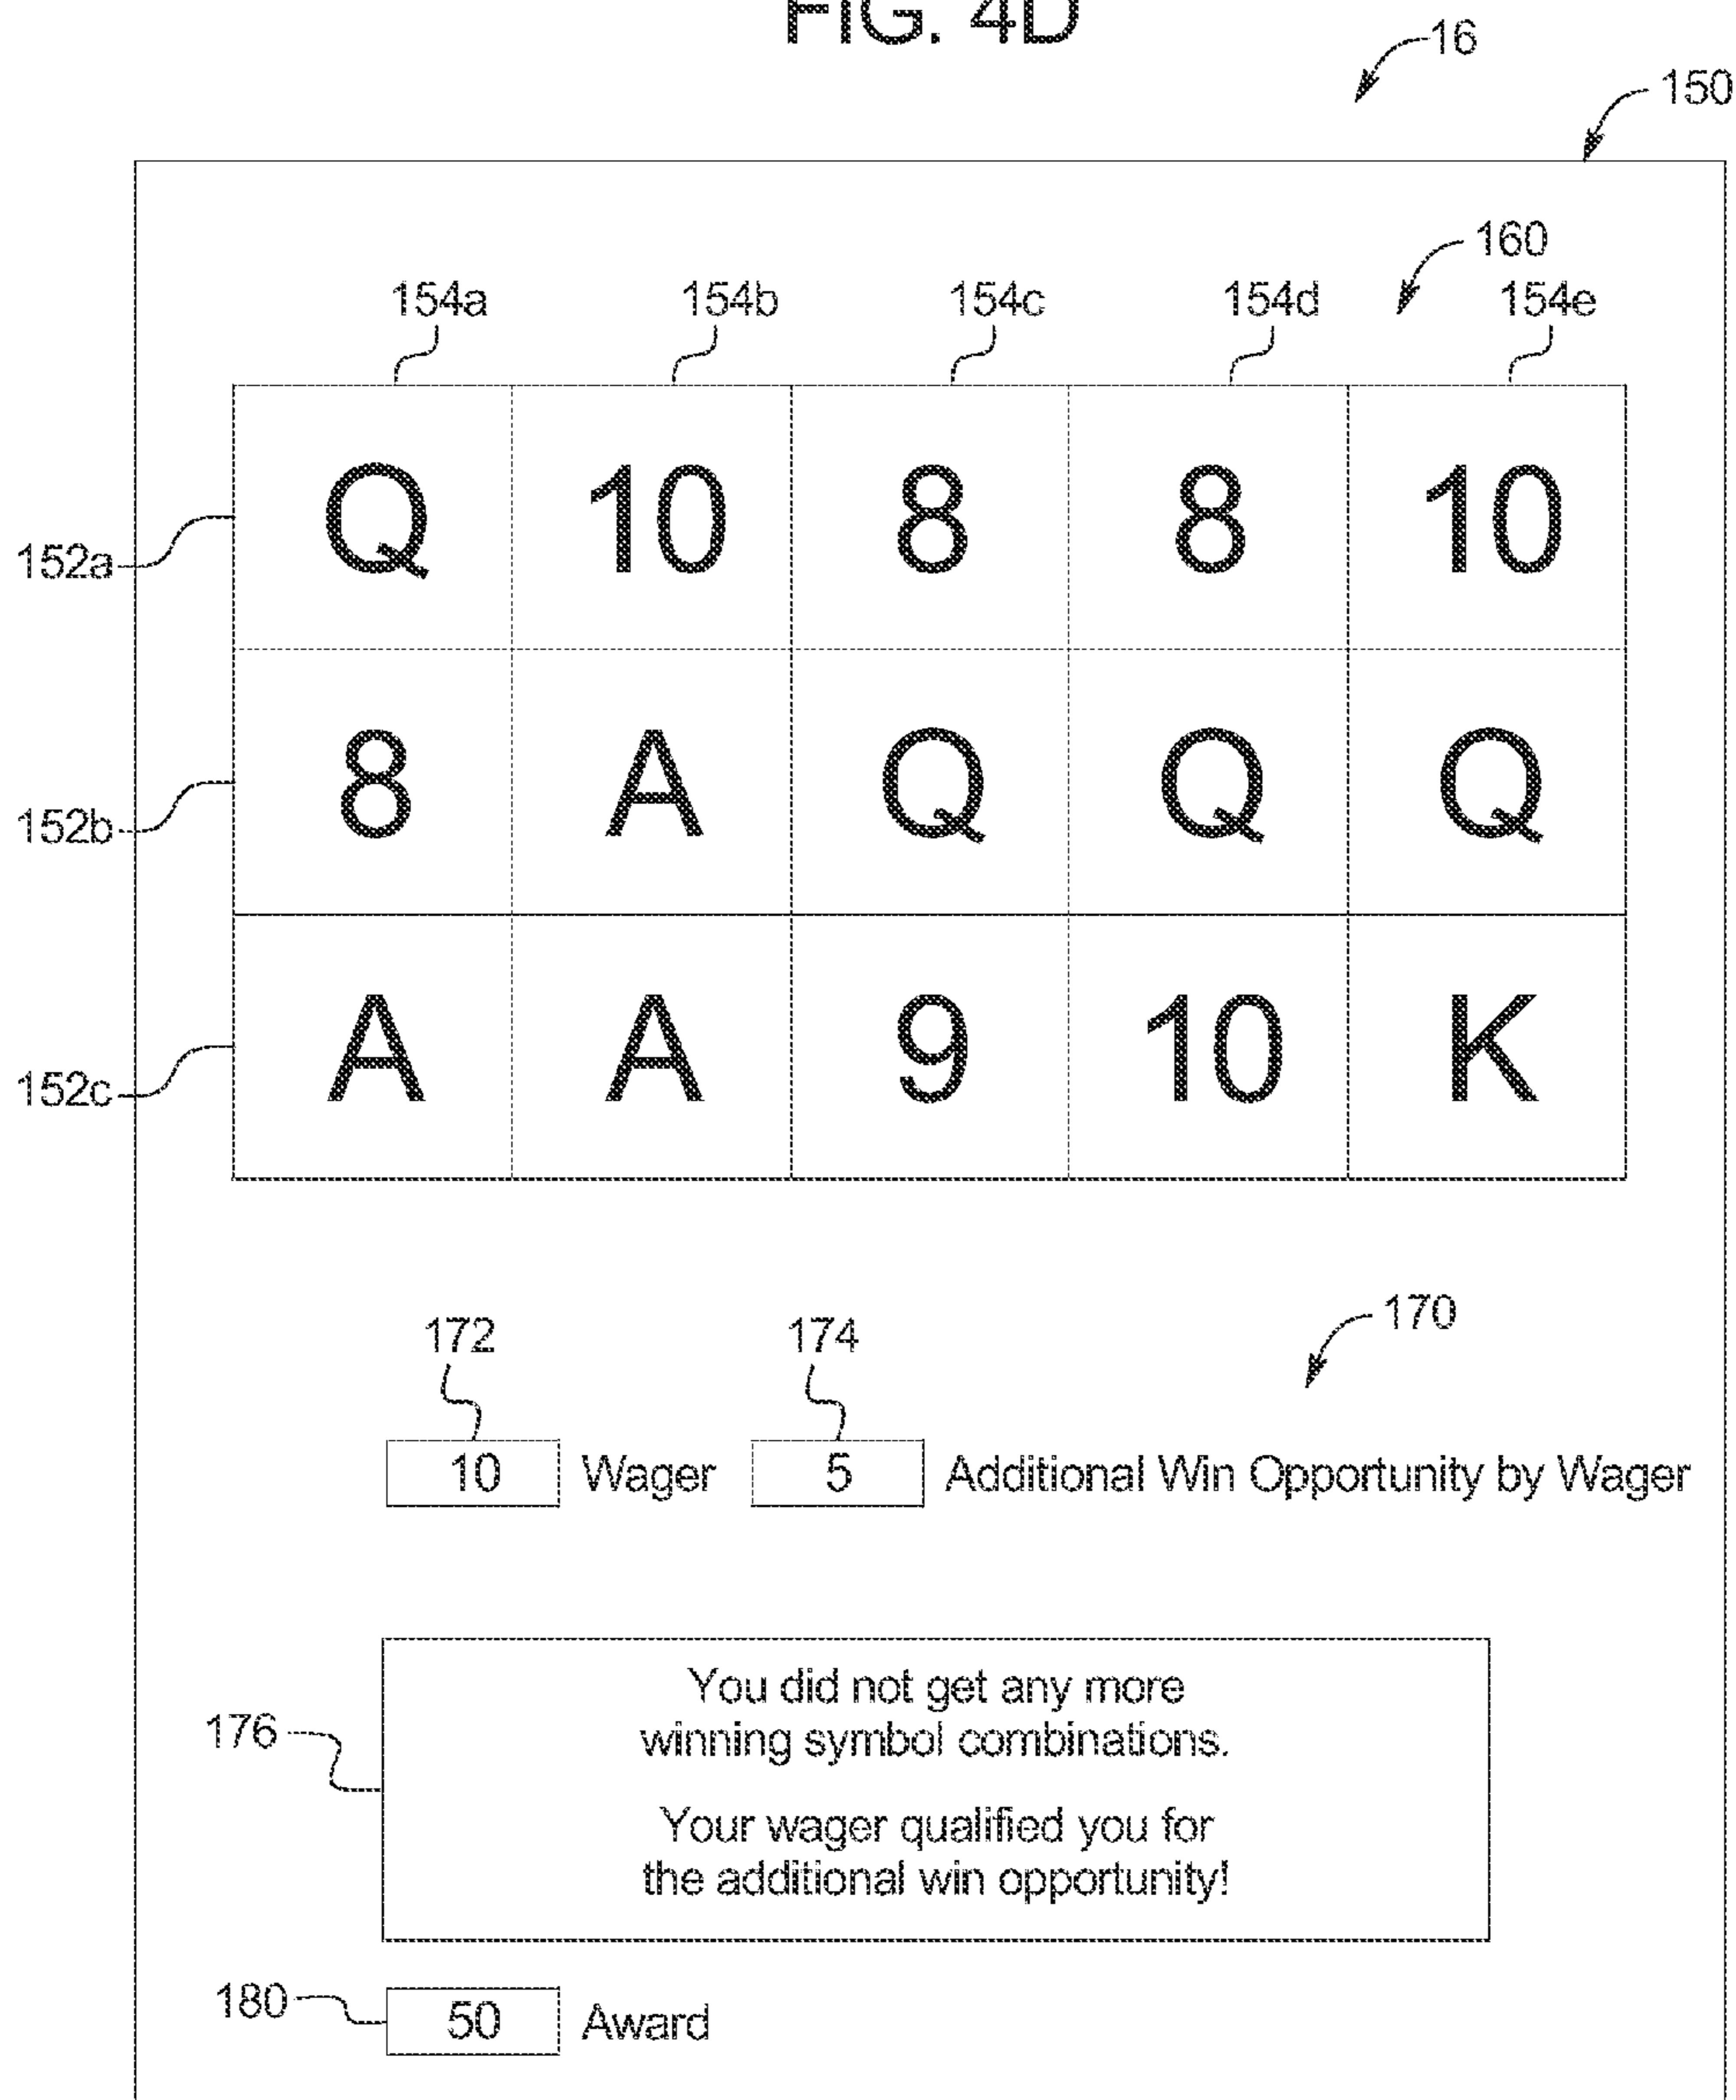 FIG. 4D
16
150
160
154a 154b 154c 154d 154e
Q 10 8 8 10
152a
8 A Q Q Q
152b
A A 9 10 K
152c
170
172 174
10 Wager 5 Additional Win Opportunity by Wager
You did not get any more
winning symbol combinations.
176
Your wager qualified you for
the additional win opportunity!
180 50 Award